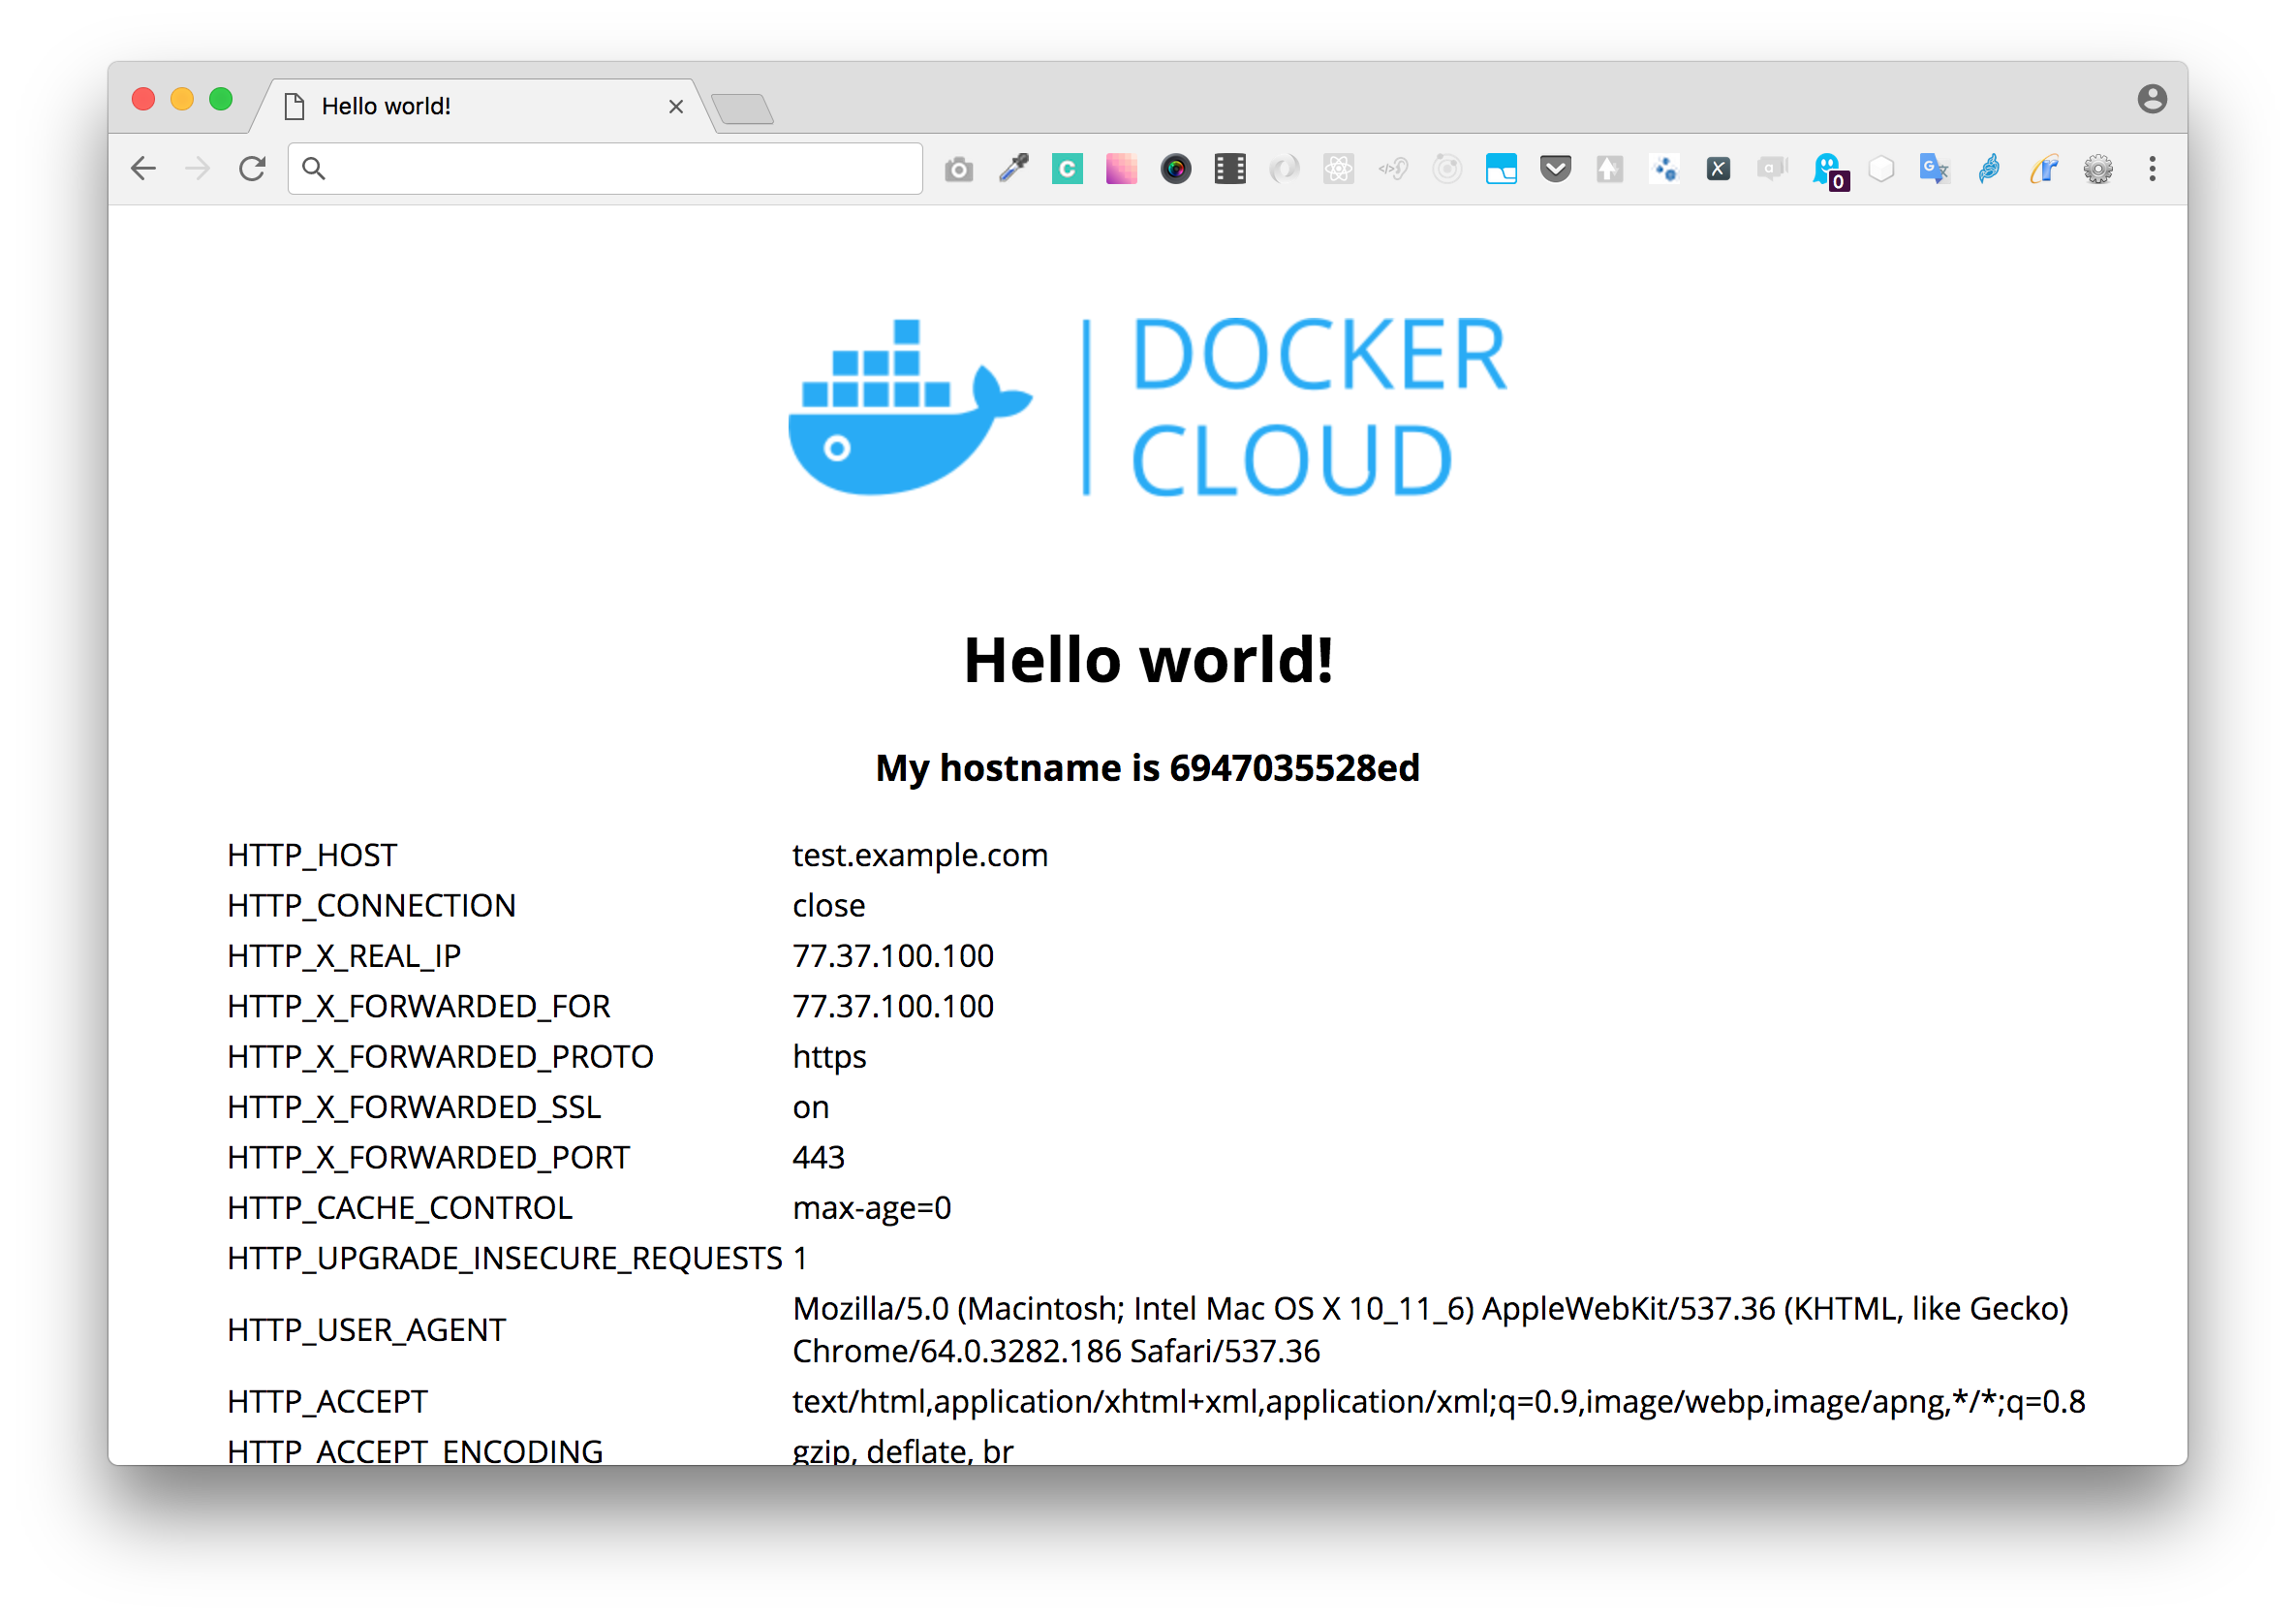 Hello world!
0
DOCKER
CLOUD
Hello world!
My hostname is 6947035528ed
HTTP_HOST test.example.com
HTTP_CONNECTION close
HTTP_X_REAL_IP 77.37.100.100
HTTP_X_FORWARDED_FOR 77.37.100.100
HTTP_X_FORWARDED_PROTO https
HTTP_X_FORWARDED_SSL on
HTTP_X_FORWARDED_PORT 443
HTTP_CACHE_CONTROL max-age=0
HTTP_UPGRADE_INSECURE_REQUESTS 1
HTTP_USER_AGENT Mozilla/5.0 (Macintosh; Intel Mac OS X 10_11_6) AppleWebKit/537.36 (KHTML, like Gecko)
Chrome/64.0.3282.186 Safari/537.36
HTTP_ACCEPT text/html,application/xhtml+xml,application/xml;q=0.9,image/webp,image/apng,*/*;q=0.8
HTTP_ACCEPT_ENCODING gzip, deflate, br